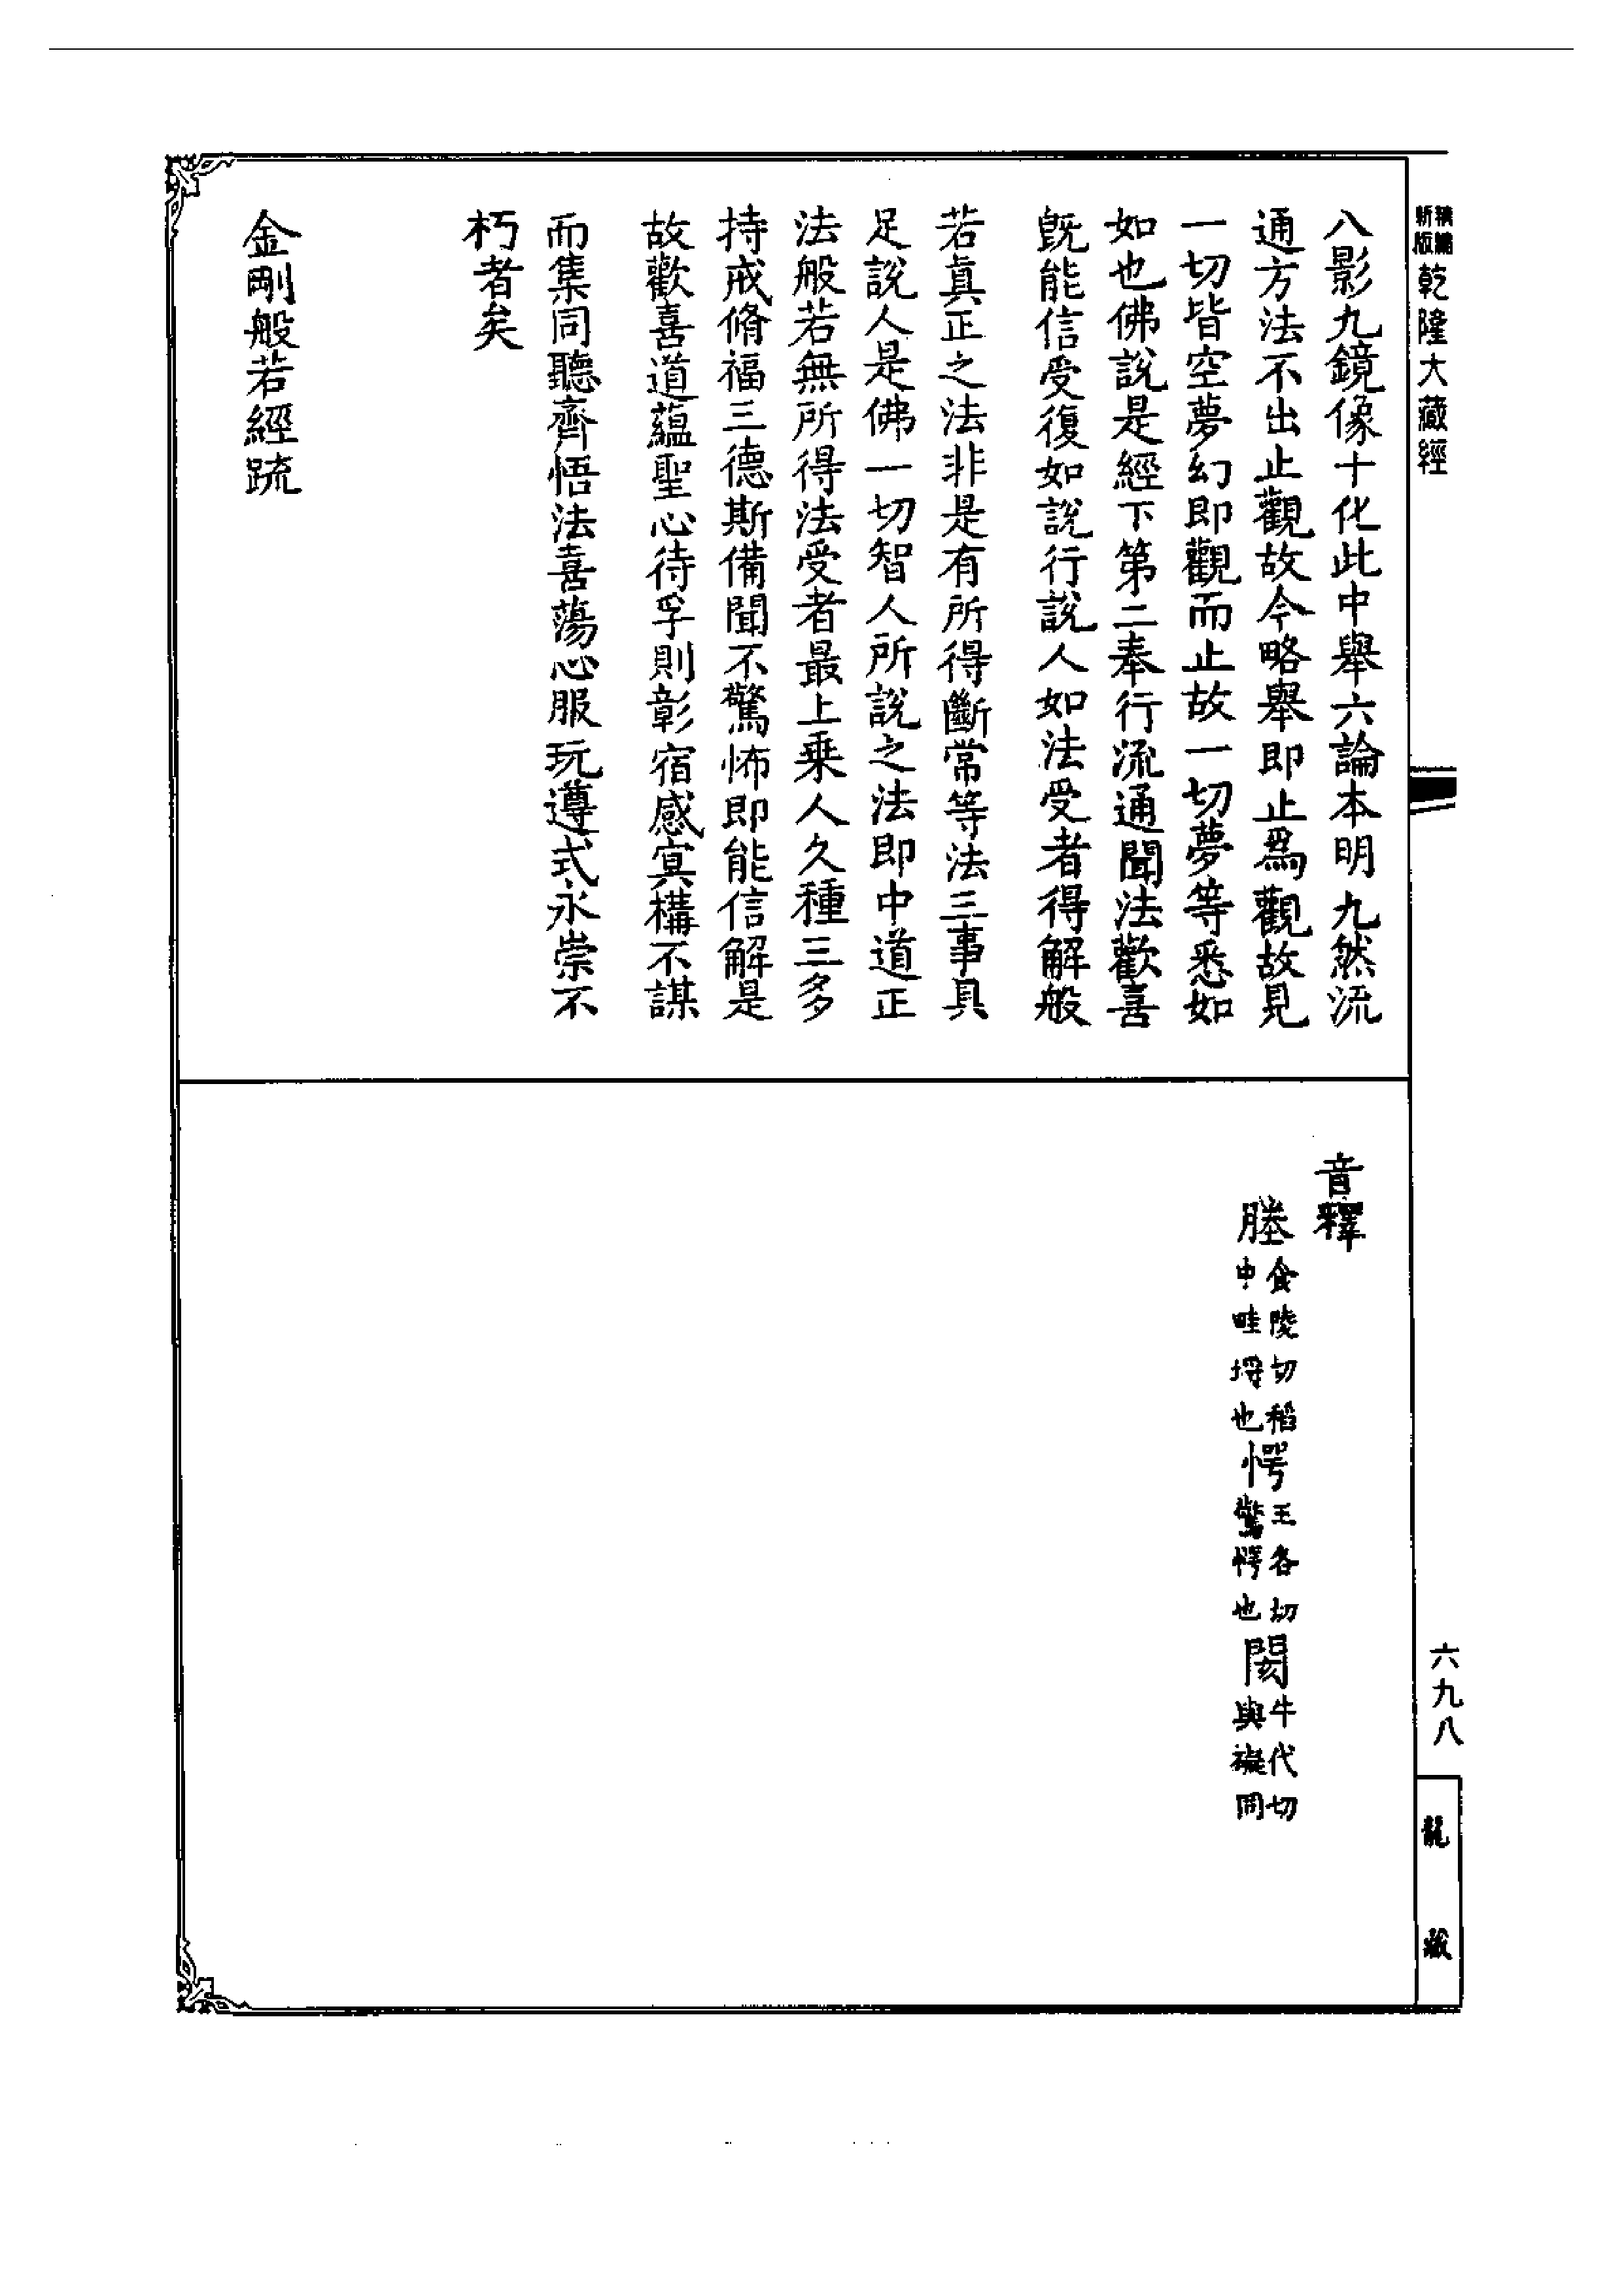 新編縮版乾隆大藏經
八影九鏡像十化此中舉六論本明九然流
通方法不出止觀故今略舉即止爲觀故見
一切皆空夢幻即觀而止故一切夢等悉如
如也佛說是經下第二奉行流通聞法歡喜
旣能信受復如說行說人如法受者得解般
若眞正之法非是有所得斷常等法三事具
足說人是佛一切智人所說之法即中道正
法般若無所得法受者最上乘人久種三多
持戒脩福三德斯備聞不驚怖即能信解是
故歡喜道蘊聖心待孚則彰宿感寘構不謀
而集同聽齊悟法喜蕩心服玩遵式永崇不
朽者矣
金剛般若經疏
音釋
塍食陵切稻中畦埒也愕五各切驚愕也閡牛代切與礙同
六九八
龍藏